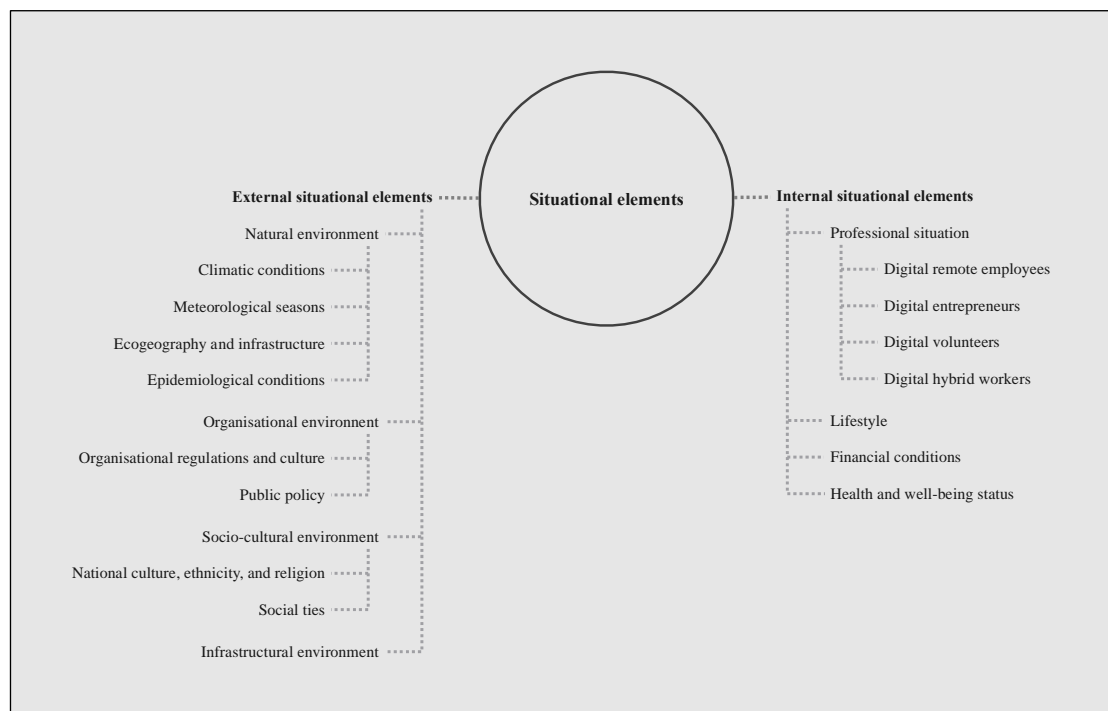 Situational elements
External situational elements
Natural environment
Climatic conditions
Meteorological seasons
Ecogeography and infrastructure
Epidemiological conditions
Organisational environment
Organisational regulations and culture
Public policy
Socio-cultural environment
National culture, ethnicity, and religion
Social ties
Infrastructural environment
Internal situational elements
Professional situation
Digital remote employees
Digital entrepreneurs
Digital volunteers
Digital hybrid workers
Lifestyle
Financial conditions
Health and well-being status